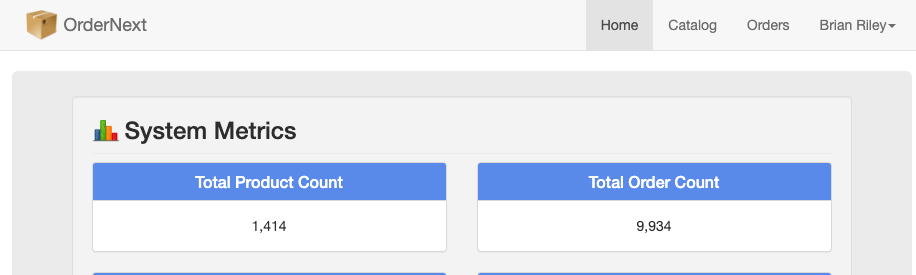 OrderNext Home Catalog Orders Brian Riley
System Metrics
Total Product Count Total Order Count
1,414 9,934